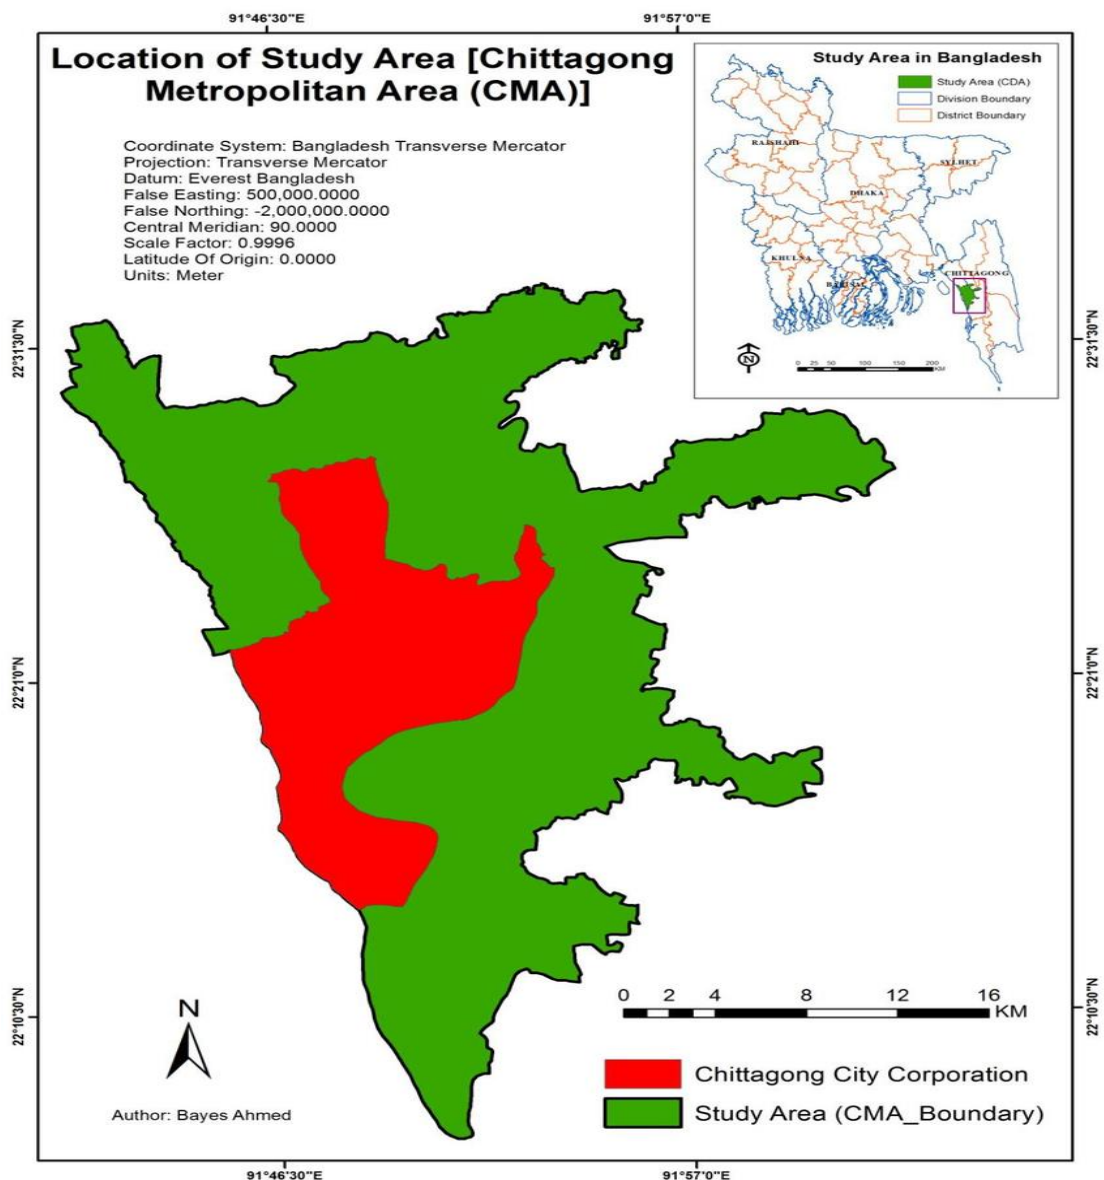 91°46'30"E
91°57'0"E
Location of Study Area [Chittagong
Metropolitan Area (CMA)]
Coordinate System: Bangladesh Transverse Mercator
Projection: Transverse Mercator
Datum: Everest Bangladesh
False Easting: 500,000.0000
False Northing: -2,000,000.0000
Central Meridian: 90.0000
Scale Factor: 0.9996
Latitude Of Origin: 0.0000
Units: Meter
Study Area in Bangladesh
Study Area (CDA)
Division Boundary
District Boundary
RAJSHAHI
SYLHET
DHAKA
KHULNA
CHITTAGONG
BARISAL
N
0 25 50 100 150 200
KM
22°31'30"N
22°31'30"N
22°21'0"N
22°21'0"N
22°10'30"N
22°10'30"N
0 2 4 8 12 16
KM
N
Chittagong City Corporation
Study Area (CMA_Boundary)
Author: Bayes Ahmed
91°46'30"E
91°57'0"E